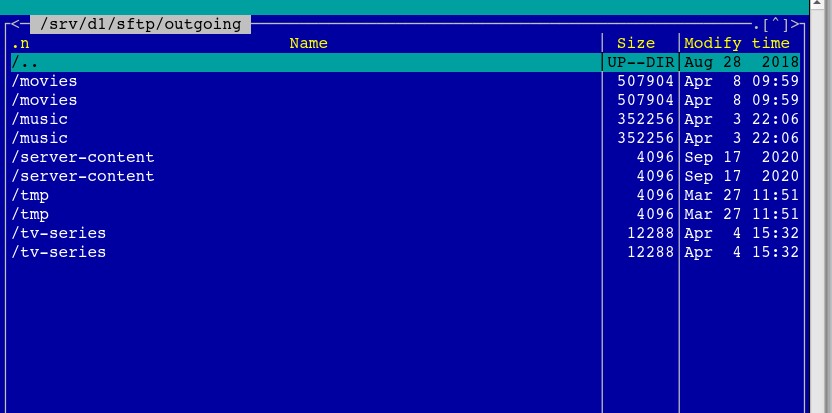 <─ /srv/d1/sftp/outgoing ─.[^]>
.n Name Size Modify time
/.. UP--DIR Aug 28 2018
/movies 507904 Apr 8 09:59
/movies 507904 Apr 8 09:59
/music 352256 Apr 3 22:06
/music 352256 Apr 3 22:06
/server-content 4096 Sep 17 2020
/server-content 4096 Sep 17 2020
/tmp 4096 Mar 27 11:51
/tmp 4096 Mar 27 11:51
/tv-series 12288 Apr 4 15:32
/tv-series 12288 Apr 4 15:32